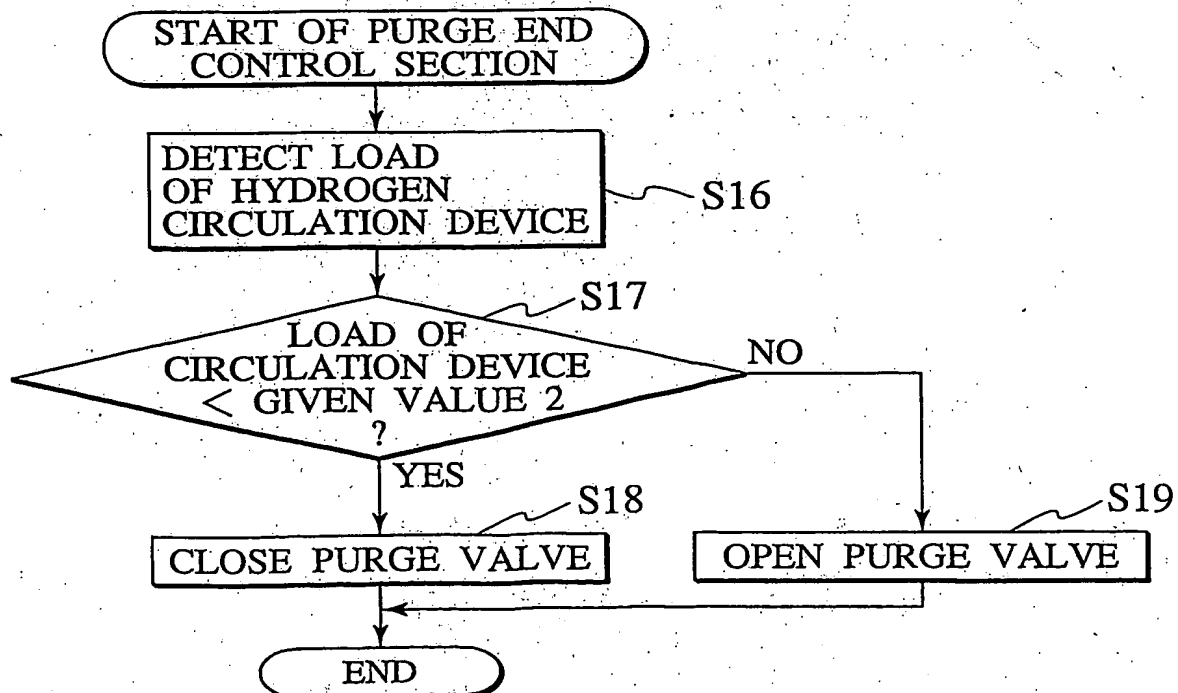 START OF PURGE END
CONTROL SECTION
DETECT LOAD
OF HYDROGEN
CIRCULATION DEVICE
S16
S17
LOAD OF
CIRCULATION DEVICE
< GIVEN VALUE 2
?
NO
YES
S18
CLOSE PURGE VALVE
S19
OPEN PURGE VALVE
END